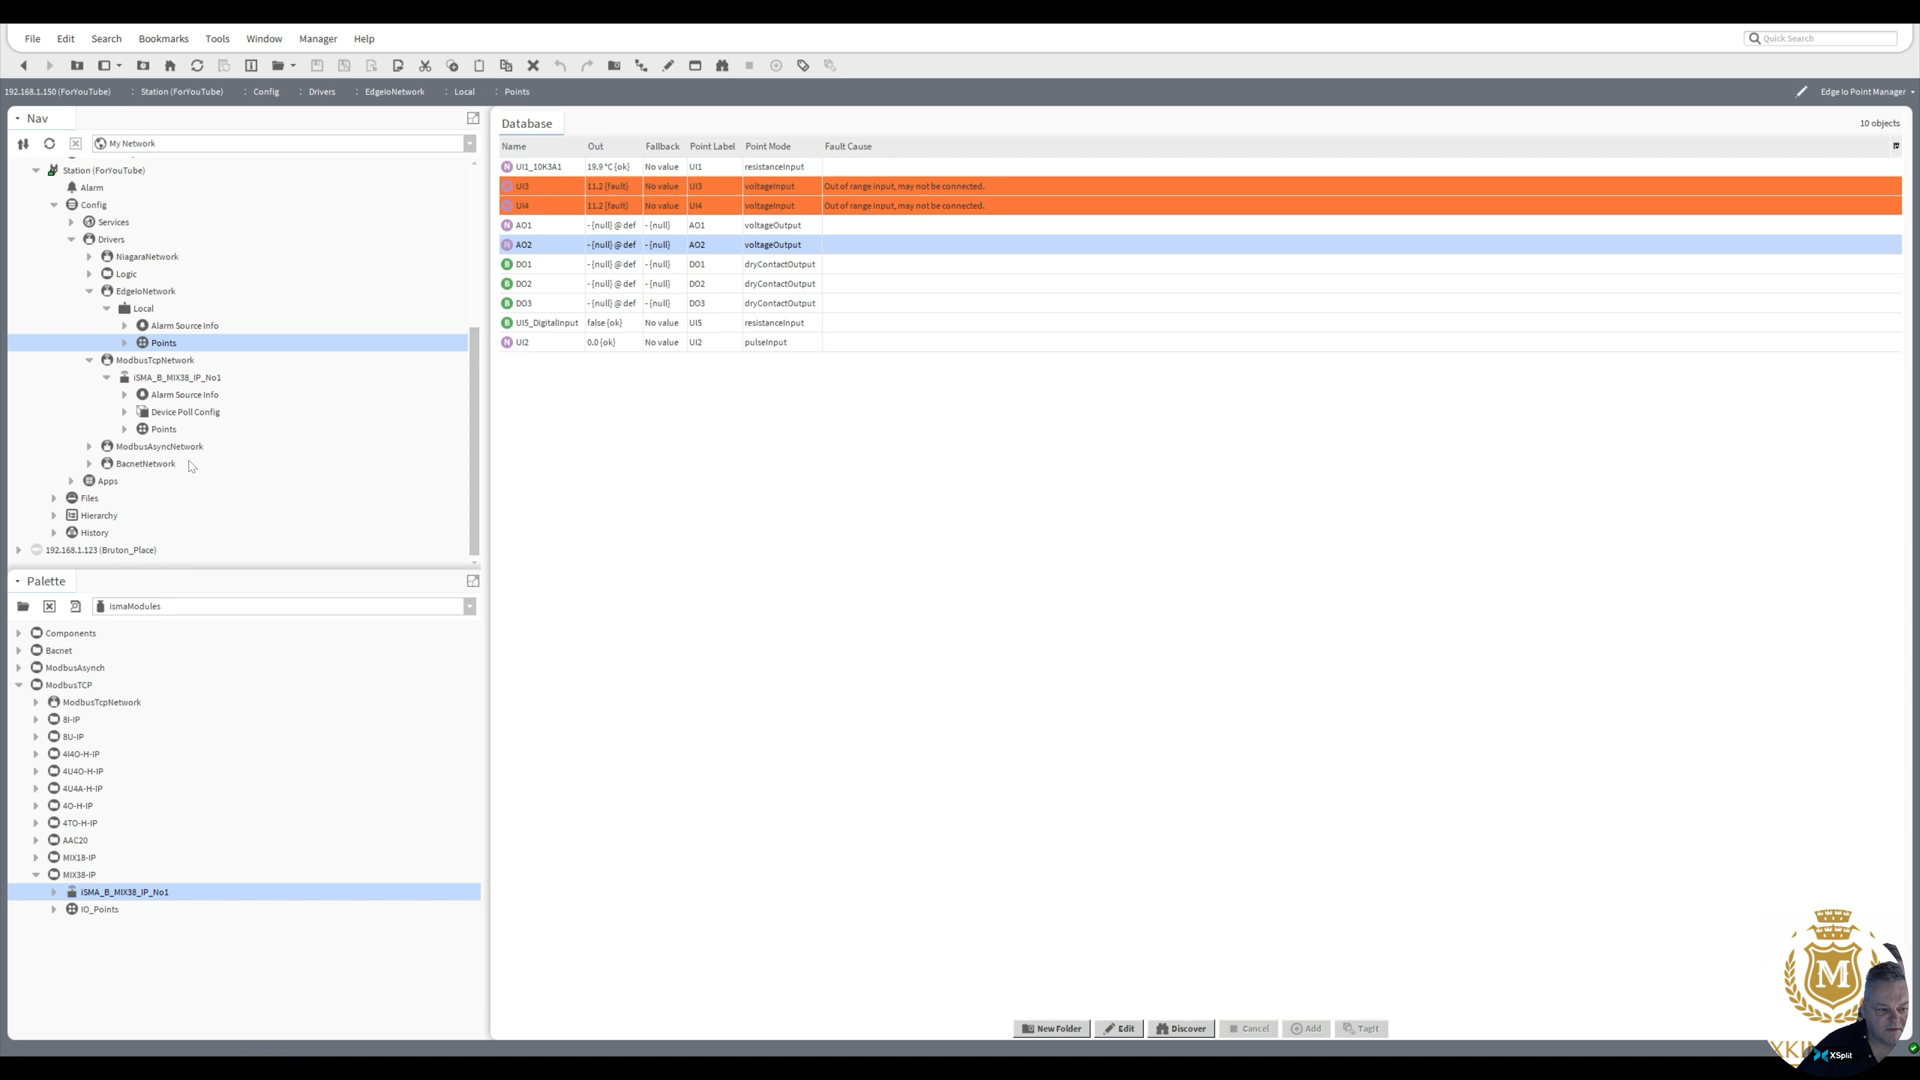 File Edit Search Bookmarks Tools Window Manager Help
Quick Search
192.168.1.150 (ForYouTube) : Station (ForYouTube) : Config : Drivers : EdgeIoNetwork : Local : Points
Edge Io Point Manager
Nav
My Network
Station (ForYouTube)
Alarm
Config
Services
Drivers
NiagaraNetwork
Logic
EdgeIoNetwork
Local
Alarm Source Info
Points
ModbusTcpNetwork
iSMA_B_MIX38_IP_No1
Alarm Source Info
Device Poll Config
Points
ModbusAsyncNetwork
BacnetNetwork
Apps
Files
Hierarchy
History
192.168.1.123 (Bruton_Place)
Palette
ismaModules
Components
Bacnet
ModbusAsynch
ModbusTCP
ModbusTcpNetwork
8I-IP
8U-IP
4I4O-H-IP
4U4O-H-IP
4U4A-H-IP
4O-H-IP
4TO-H-IP
AAC20
MIX18-IP
MIX38-IP
iSMA_B_MIX38_IP_No1
IO_Points
Database
10 objects
Name Out Fallback Point Label Point Mode Fault Cause
N UI1_10K3A1 19.9 °C {ok} No value UI1 resistanceInput
UI3 11.2 {fault} No value UI3 voltageInput Out of range input, may not be connected.
UI4 11.2 {fault} No value UI4 voltageInput Out of range input, may not be connected.
N AO1 - {null} @ def - {null} AO1 voltageOutput
N AO2 - {null} @ def - {null} AO2 voltageOutput
B DO1 - {null} @ def - {null} DO1 dryContactOutput
B DO2 - {null} @ def - {null} DO2 dryContactOutput
B DO3 - {null} @ def - {null} DO3 dryContactOutput
B UI5_DigitalInput false {ok} No value UI5 resistanceInput
N UI2 0.0 {ok} No value UI2 pulseInput
New Folder Edit Discover Cancel Add TagIt
M
XSplit